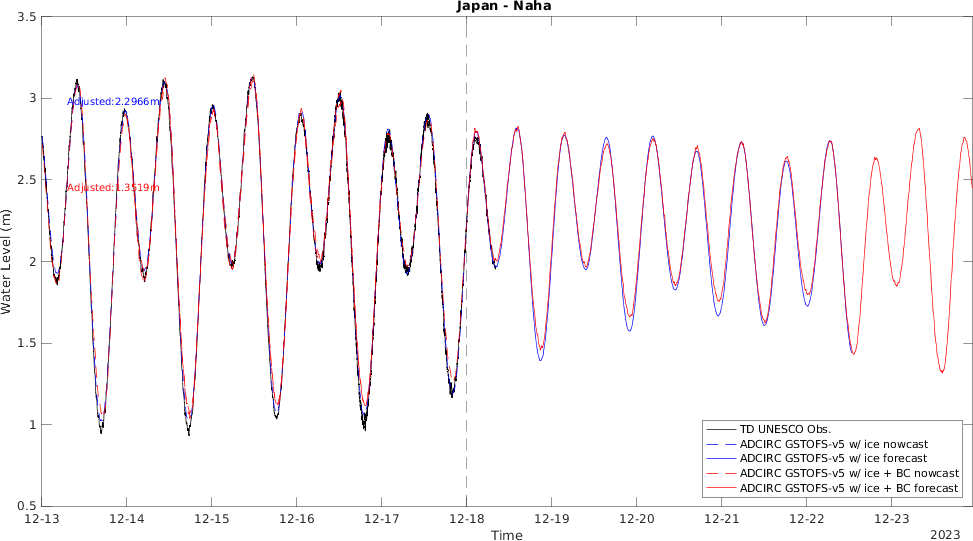 Japan - Naha
3.5
3
2.5
2
1.5
1
0.5
Water Level (m)
Adjusted:2.2966m
Adjusted:1.3519m
TD UNESCO Obs.
ADCIRC GSTOFS-v5 w/ ice nowcast
ADCIRC GSTOFS-v5 w/ ice forecast
ADCIRC GSTOFS-v5 w/ ice + BC nowcast
ADCIRC GSTOFS-v5 w/ ice + BC forecast
12-13 12-14 12-15 12-16 12-17 12-18 12-19 12-20 12-21 12-22 12-23
Time
2023